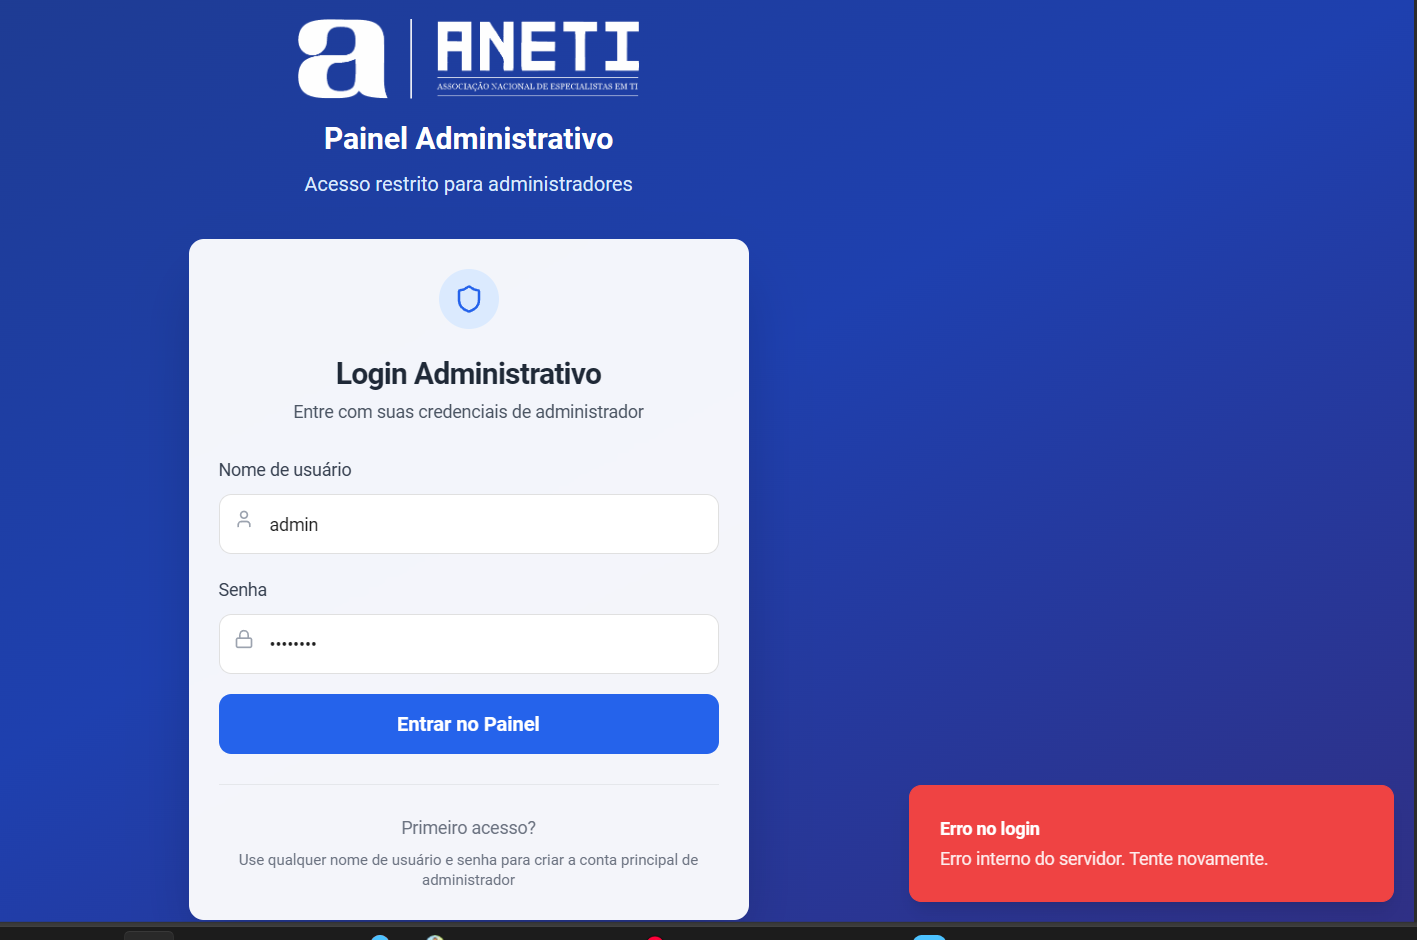 a
ANETI
ASSOCIAÇÃO NACIONAL DE ESPECIALISTAS EM TI
Painel Administrativo
Acesso restrito para administradores
Login Administrativo
Entre com suas credenciais de administrador
Nome de usuário
admin
Senha
••••••••
Entrar no Painel
Primeiro acesso?
Use qualquer nome de usuário e senha para criar a conta principal de
administrador
Erro no login
Erro interno do servidor. Tente novamente.